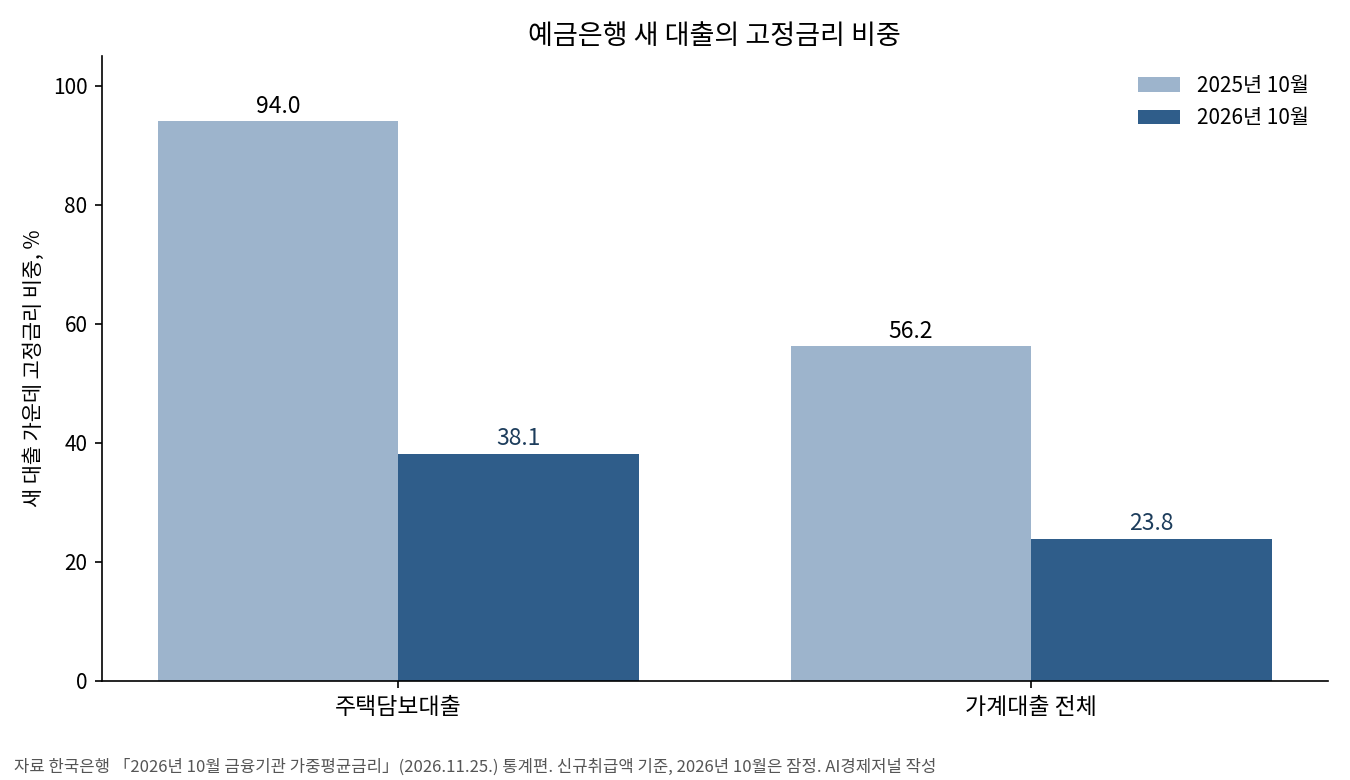 예금은행 새 대출의 고정금리 비중
2025년 10월
2026년 10월
새 대출 가운데 고정금리 비중, %
100
80
60
40
20
0
94.0
38.1
56.2
23.8
주택담보대출
가계대출 전체
자료 한국은행 「2026년 10월 금융기관 가중평균금리」(2026.11.25.) 통계편. 신규취급액 기준, 2026년 10월은 잠정. AI경제저널 작성